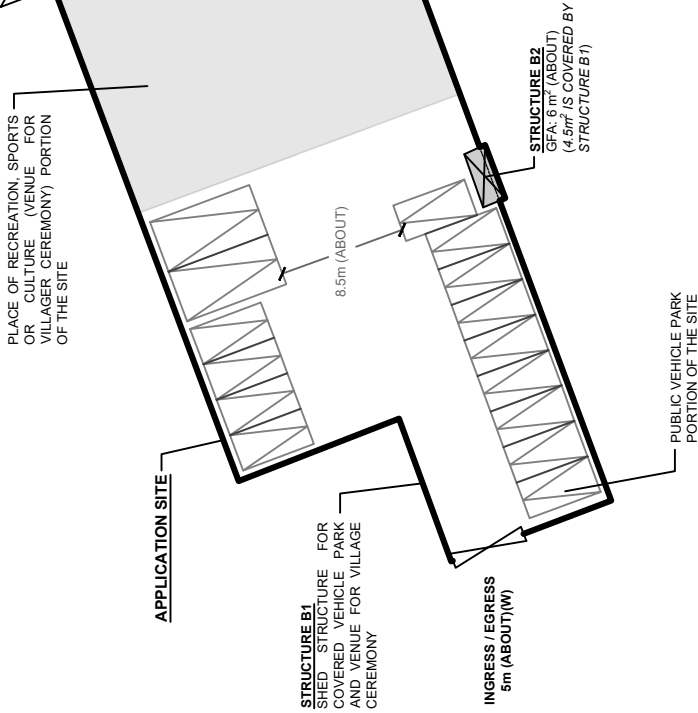 PLACE OF RECREATION, SPORTS
OR CULTURE (VENUE FOR
VILLAGER CEREMONY) PORTION
OF THE SITE
APPLICATION SITE
STRUCTURE B1
SHED STRUCTURE FOR
COVERED VEHICLE PARK
AND VENUE FOR VILLAGE
CEREMONY
INGRESS / EGRESS
5m (ABOUT)(W)
8.5m (ABOUT)
STRUCTURE B2
GFA: 6 m² (ABOUT)
(4.5m² IS COVERED BY
STRUCTURE B1)
PUBLIC VEHICLE PARK
PORTION OF THE SITE